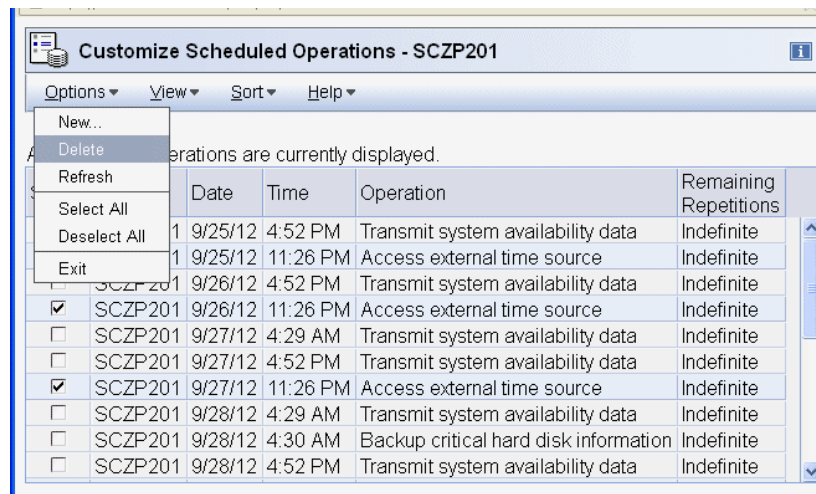 Customize Scheduled Operations - SCZP201
i
Options View Sort Help
New...
Delete
Refresh
Select All
Deselect All
Exit
erations are currently displayed.
Date Time Operation Remaining Repetitions
1 9/25/12 4:52 PM Transmit system availability data Indefinite
1 9/25/12 11:26 PM Access external time source Indefinite
SCZP201 9/26/12 4:52 PM Transmit system availability data Indefinite
SCZP201 9/26/12 11:26 PM Access external time source Indefinite
SCZP201 9/27/12 4:29 AM Transmit system availability data Indefinite
SCZP201 9/27/12 4:52 PM Transmit system availability data Indefinite
SCZP201 9/27/12 11:26 PM Access external time source Indefinite
SCZP201 9/28/12 4:29 AM Transmit system availability data Indefinite
SCZP201 9/28/12 4:30 AM Backup critical hard disk information Indefinite
SCZP201 9/28/12 4:52 PM Transmit system availability data Indefinite